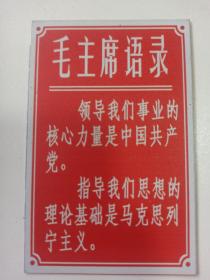 毛主席语录
领导我们事业的
核心力量是中国共产
党。
指导我们思想的
理论基础是马克思列
宁主义。